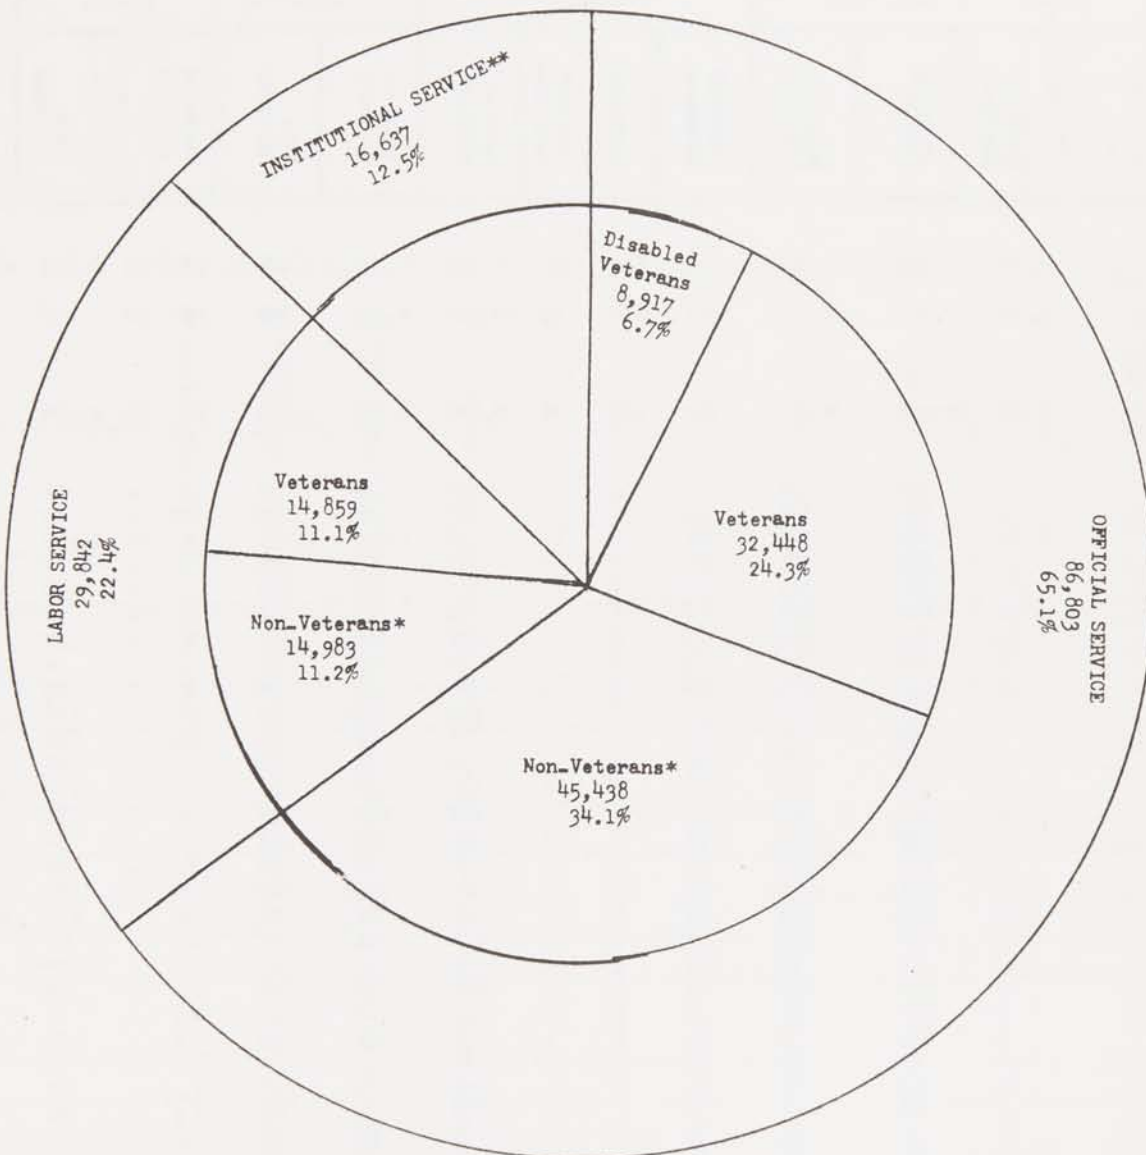 INSTITUTIONAL SERVICE**
16,637
12.5%
Disabled
Veterans
8,917
6.7%
Veterans
14,859
11.1%
Veterans
32,448
24.3%
LABOR SERVICE
29,842
22.4%
OFFICIAL SERVICE
86,803
65.1%
Non-Veterans*
14,983
11.2%
Non-Veterans*
45,438
34.1%